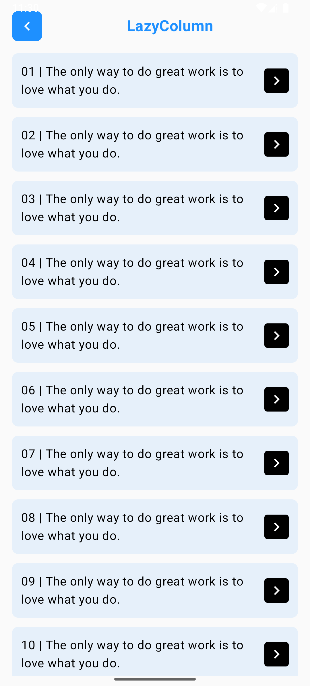 LazyColumn
01 | The only way to do great work is to
love what you do.
02 | The only way to do great work is to
love what you do.
03 | The only way to do great work is to
love what you do.
04 | The only way to do great work is to
love what you do.
05 | The only way to do great work is to
love what you do.
06 | The only way to do great work is to
love what you do.
07 | The only way to do great work is to
love what you do.
08 | The only way to do great work is to
love what you do.
09 | The only way to do great work is to
love what you do.
10 | The only way to do great work is to
love what you do.